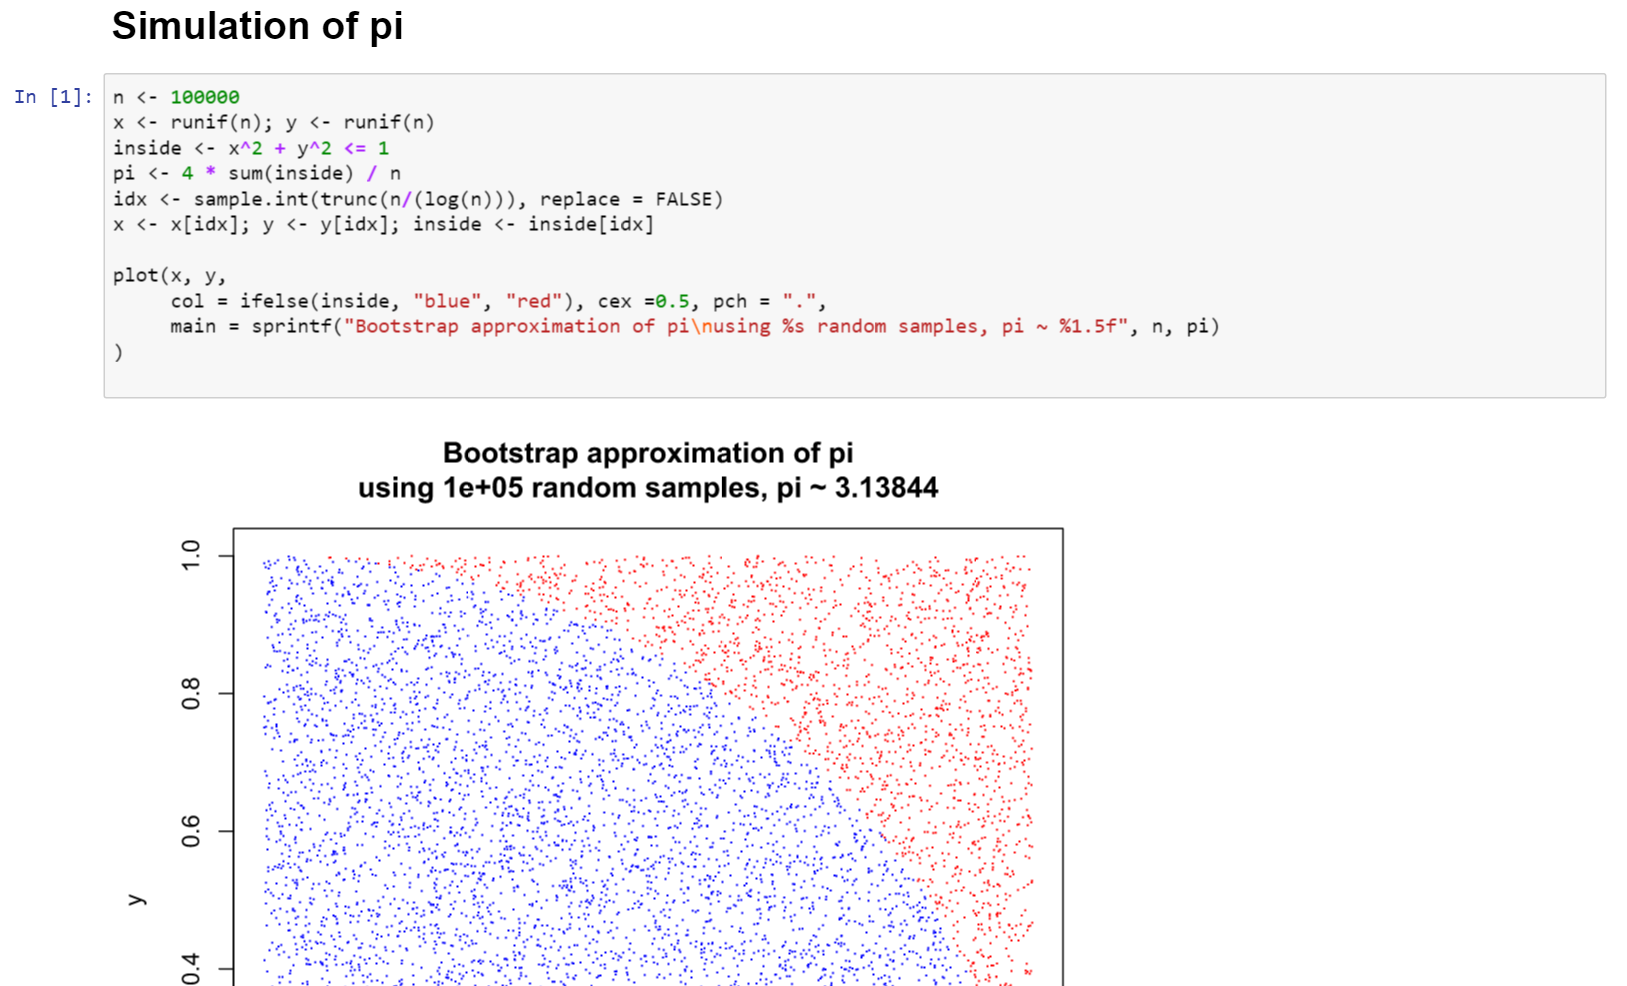 Simulation of pi
In [1]:
n <- 100000
x <- runif(n); y <- runif(n)
inside <- x^2 + y^2 <= 1
pi <- 4 * sum(inside) / n
idx <- sample.int(trunc(n/(log(n))), replace = FALSE)
x <- x[idx]; y <- y[idx]; inside <- inside[idx]
plot(x, y,
     col = ifelse(inside, "blue", "red"), cex =0.5, pch = ".",
     main = sprintf("Bootstrap approximation of pi\nusing %s random samples, pi ~ %1.5f", n, pi)
)
Bootstrap approximation of pi
using 1e+05 random samples, pi ~ 3.13844
1.0
0.8
0.6
y
0.4